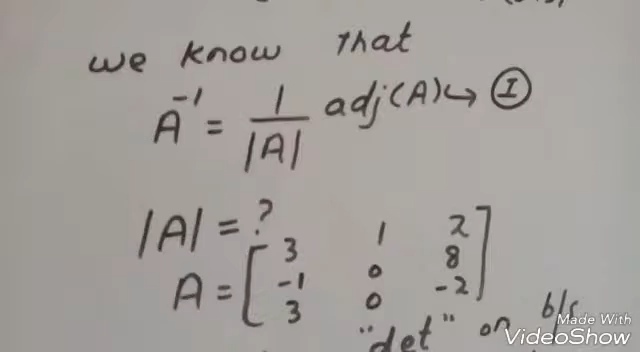 we know that
A⁻¹ = 1/|A| adj(A) ↪ Ⓘ
|A| = ?
A = [ 3 1 2
-1 0 8
3 0 -2 ]
"det" on b/s
Made With
VideoShow